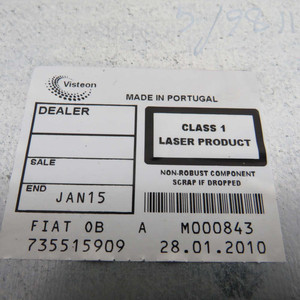 Visteon
MADE IN PORTUGAL
DEALER
CLASS 1
LASER PRODUCT
SALE
NON-ROBUST COMPONENT
SCRAP IF DROPPED
END JAN15
FIAT OB A M000843
735515909 28.01.2010